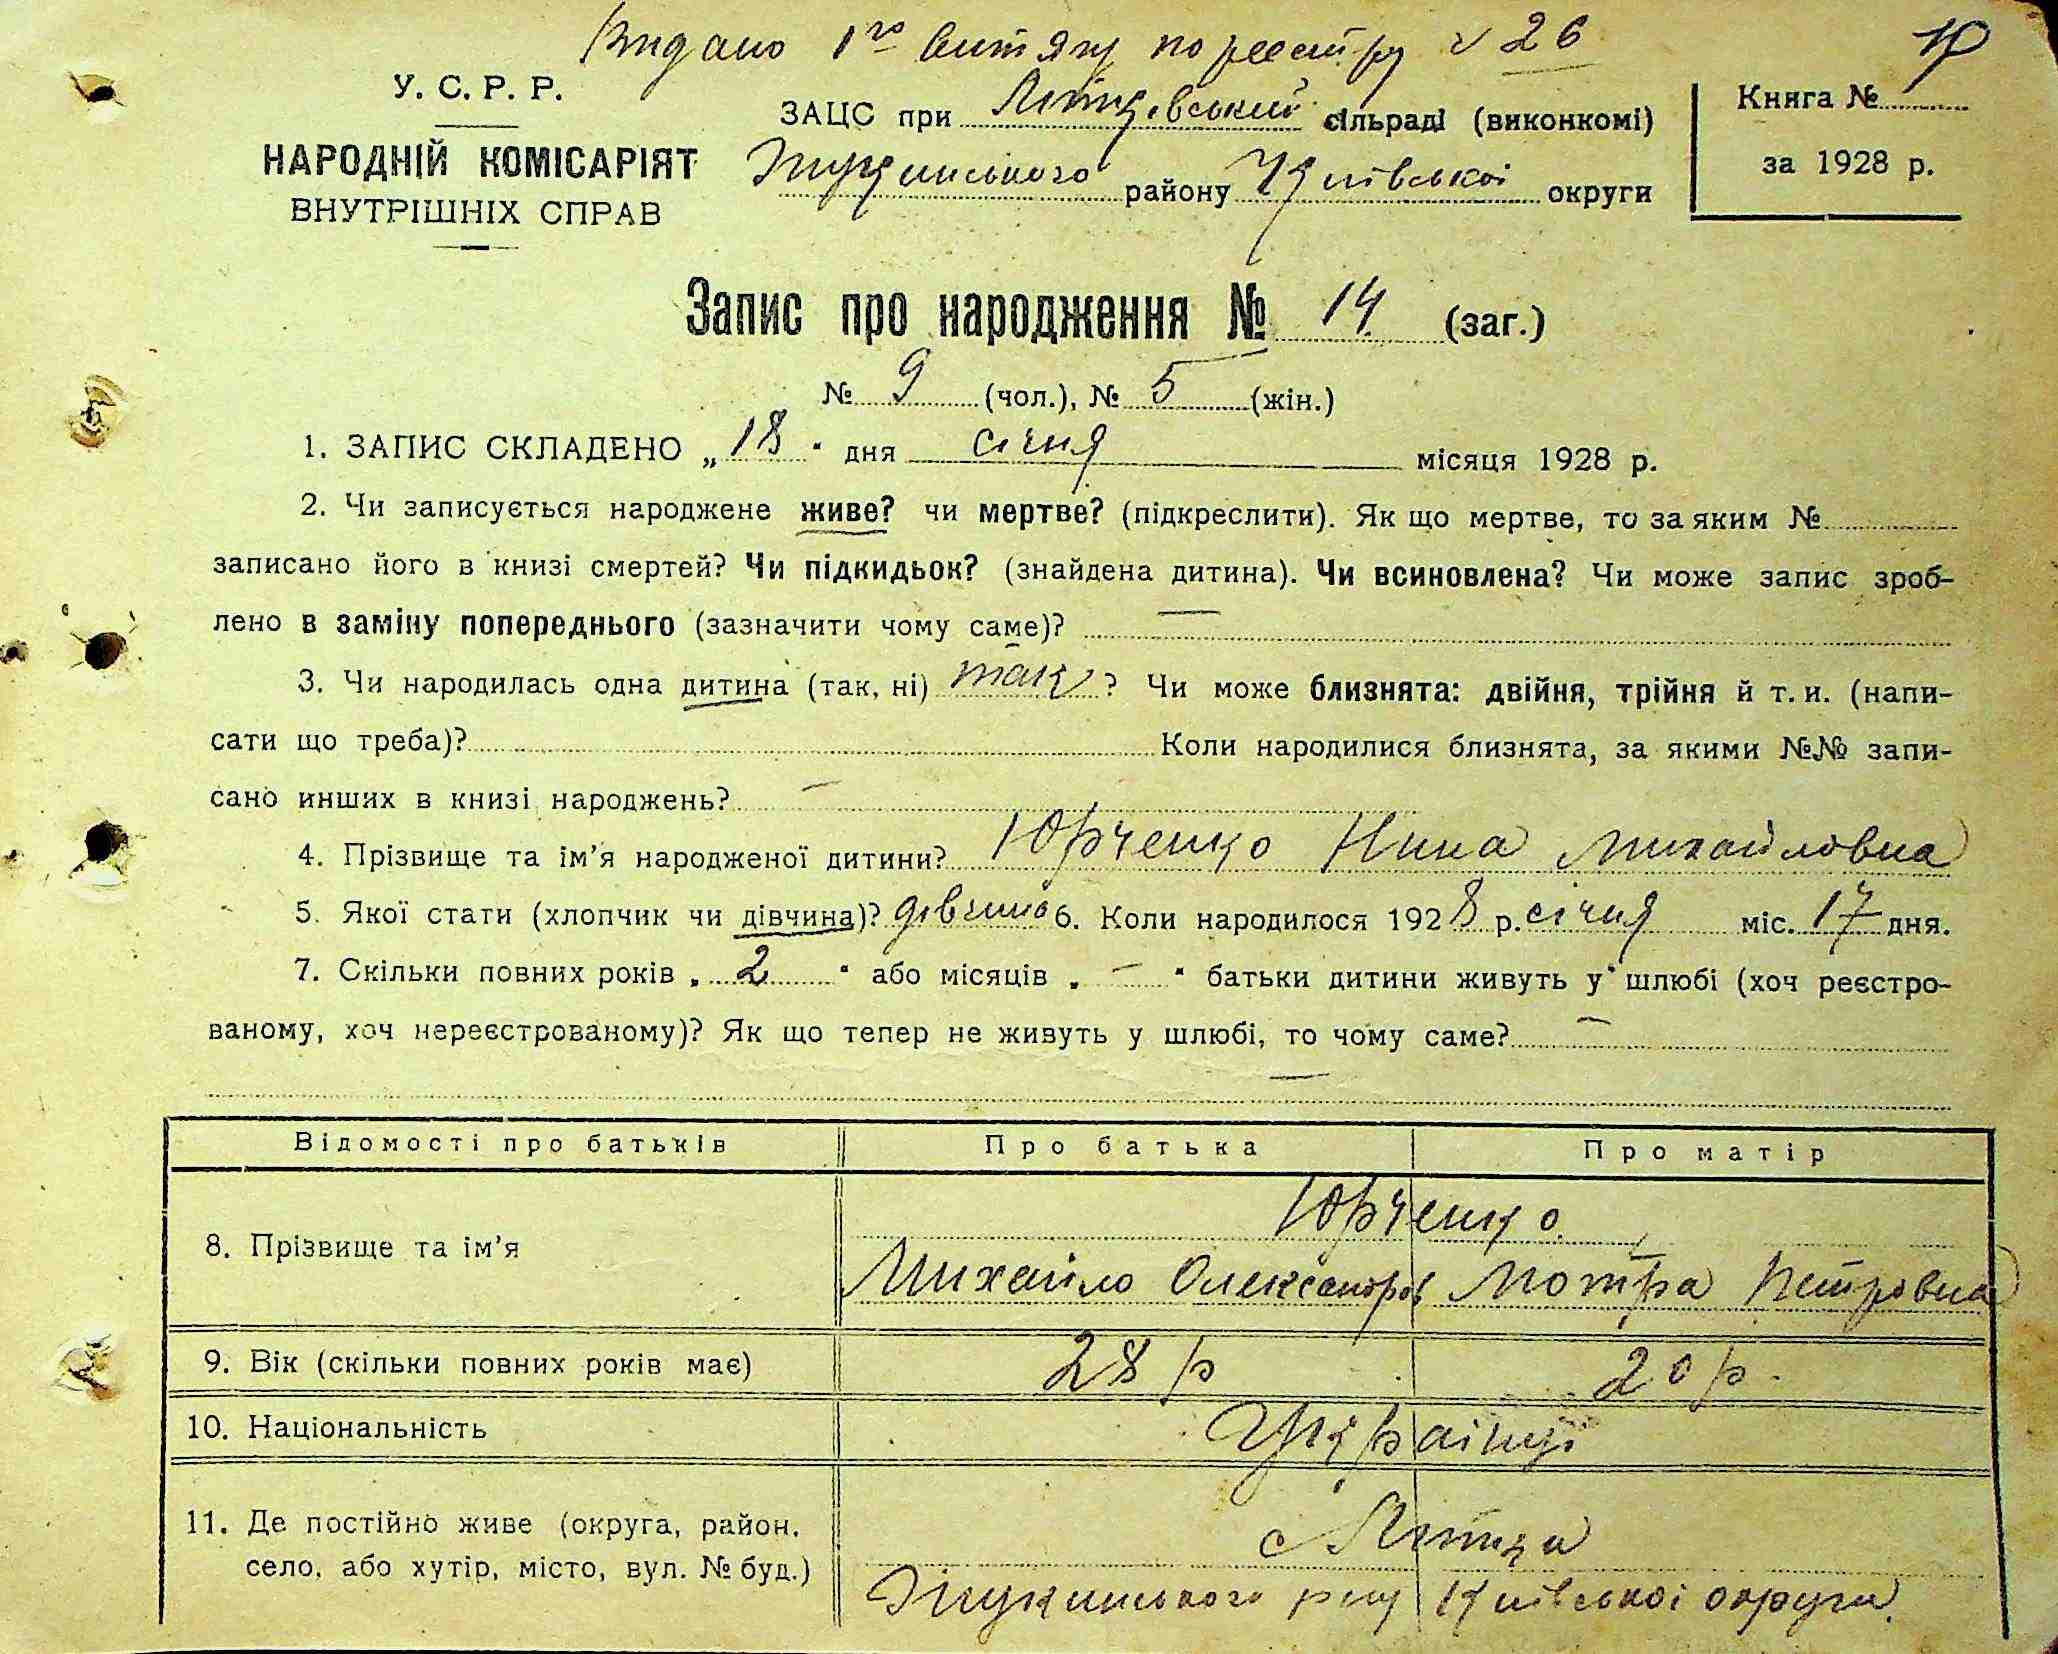 Видано 1го витягу по реестру № 26
У. С. Р. Р.
НАРОДНІЙ КОМІСАРІЯТ
ВНУТРІШНІХ СПРАВ
ЗАЦС при сільраді (виконкомі)
району Київської округи
Книга №
за 1928 р.
Запис про народження № 14 (заг.)
№ 9 (чол.), № 5 (жін.)
1. ЗАПИС СКЛАДЕНО „ 18 “ дня січня місяця 1928 р.
2. Чи записується народжене живе? чи мертве? (підкреслити). Як що мертве, то за яким №
записано його в книзі смертей? Чи підкидьок? (знайдена дитина). Чи всиновлена? Чи може запис зроб-
лено в заміну попереднього (зазначити чому саме)? —
3. Чи народилась одна дитина (так, ні) так ? Чи може близнята: двійня, трійня й т. и. (напи-
сати що треба)? Коли народилися близнята, за якими №№ запи-
сано инших в книзі народжень? —
4. Прізвище та ім'я народженої дитини? Юрченко Нина Михайловна
5. Якої стати (хлопчик чи дівчина)? дівчина 6. Коли народилося 1928 р. січня міс. 17 дня.
7. Скільки повних років „ 2 “ або місяців „ — “ батьки дитини живуть у шлюбі (хоч реєстро-
ваному, хоч нереєстрованому)? Як що тепер не живуть у шлюбі, то чому саме? —
—
Відомості про батьків Про батька Про матір
8. Прізвище та ім'я Юрченко
Михайло Олександров Мотра Петровна
9. Вік (скільки повних років має) 28 р 20 р.
10. Національність Українці
11. Де постійно живе (округа, район,
село, або хутір, місто, вул. № буд.)
с
Київської округи